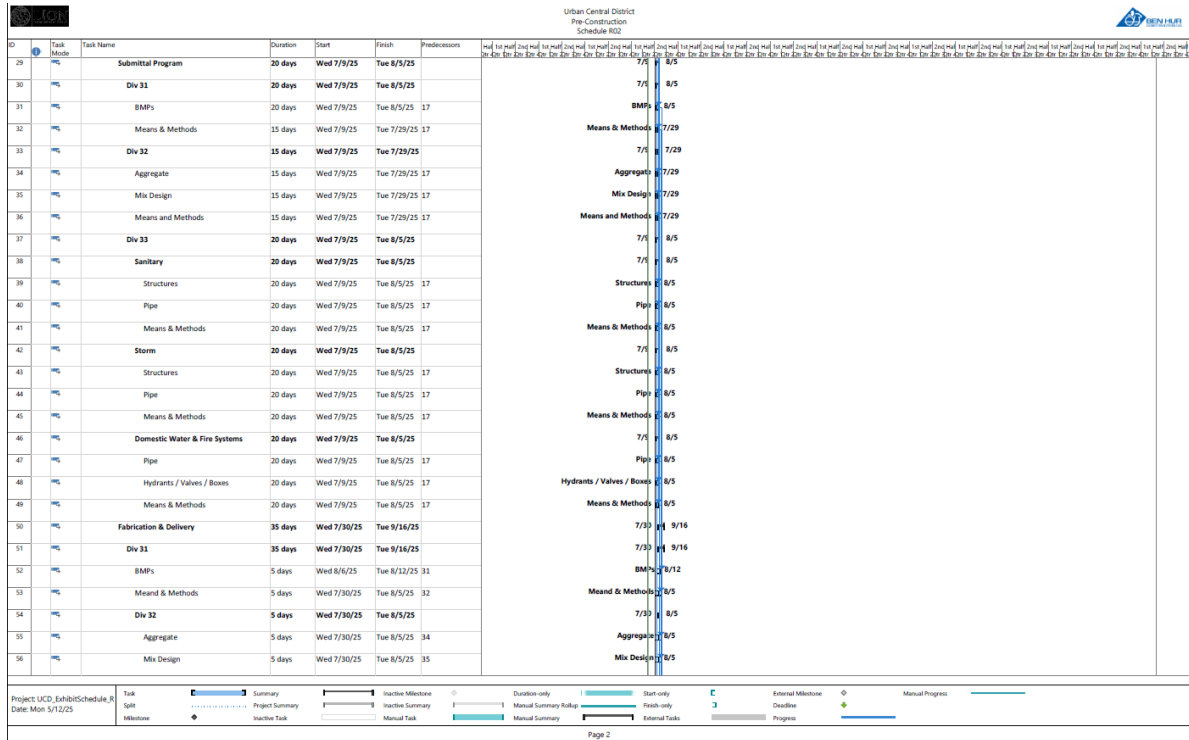 LION
Urban Central District
Pre-Construction
Schedule R02
BEN HUR
ID Task Mode Task Name Duration Start Finish Predecessors
29 Submittal Program 20 days Wed 7/9/25 Tue 8/5/25 7/9 8/5
30 Div 31 20 days Wed 7/9/25 Tue 8/5/25 7/9 8/5
31 BMPs 20 days Wed 7/9/25 Tue 8/5/25 17 BMPs 8/5
32 Means & Methods 15 days Wed 7/9/25 Tue 7/29/25 17 Means & Methods 7/29
33 Div 32 15 days Wed 7/9/25 Tue 7/29/25 7/9 7/29
34 Aggregate 15 days Wed 7/9/25 Tue 7/29/25 17 Aggregate 7/29
35 Mix Design 15 days Wed 7/9/25 Tue 7/29/25 17 Mix Design 7/29
36 Means and Methods 15 days Wed 7/9/25 Tue 7/29/25 17 Means and Methods 7/29
37 Div 33 20 days Wed 7/9/25 Tue 8/5/25 7/9 8/5
38 Sanitary 20 days Wed 7/9/25 Tue 8/5/25 7/9 8/5
39 Structures 20 days Wed 7/9/25 Tue 8/5/25 17 Structures 8/5
40 Pipe 20 days Wed 7/9/25 Tue 8/5/25 17 Pipe 8/5
41 Means & Methods 20 days Wed 7/9/25 Tue 8/5/25 17 Means & Methods 8/5
42 Storm 20 days Wed 7/9/25 Tue 8/5/25 7/9 8/5
43 Structures 20 days Wed 7/9/25 Tue 8/5/25 17 Structures 8/5
44 Pipe 20 days Wed 7/9/25 Tue 8/5/25 17 Pipe 8/5
45 Means & Methods 20 days Wed 7/9/25 Tue 8/5/25 17 Means & Methods 8/5
46 Domestic Water & Fire Systems 20 days Wed 7/9/25 Tue 8/5/25 7/9 8/5
47 Pipe 20 days Wed 7/9/25 Tue 8/5/25 17 Pipe 8/5
48 Hydrants / Valves / Boxes 20 days Wed 7/9/25 Tue 8/5/25 17 Hydrants / Valves / Boxes 8/5
49 Means & Methods 20 days Wed 7/9/25 Tue 8/5/25 17 Means & Methods 8/5
50 Fabrication & Delivery 35 days Wed 7/30/25 Tue 9/16/25 7/30 9/16
51 Div 31 35 days Wed 7/30/25 Tue 9/16/25 7/30 9/16
52 BMPs 5 days Wed 8/6/25 Tue 8/12/25 31 BMPs 8/12
53 Meand & Methods 5 days Wed 7/30/25 Tue 8/5/25 32 Meand & Methods 8/5
54 Div 32 5 days Wed 7/30/25 Tue 8/5/25 7/30 8/5
55 Aggregate 5 days Wed 7/30/25 Tue 8/5/25 34 Aggregate 8/5
56 Mix Design 5 days Wed 7/30/25 Tue 8/5/25 35 Mix Design 8/5
Project: UCD_ExhibitSchedule_R
Date: Mon 5/12/25
Task Summary Inactive Milestone Duration-only Start-only External Milestone Manual Progress
Split Project Summary Inactive Summary Manual Summary Rollup Finish-only Deadline
Milestone Inactive Task Manual Task Manual Summary External Tasks Progress
Page 2